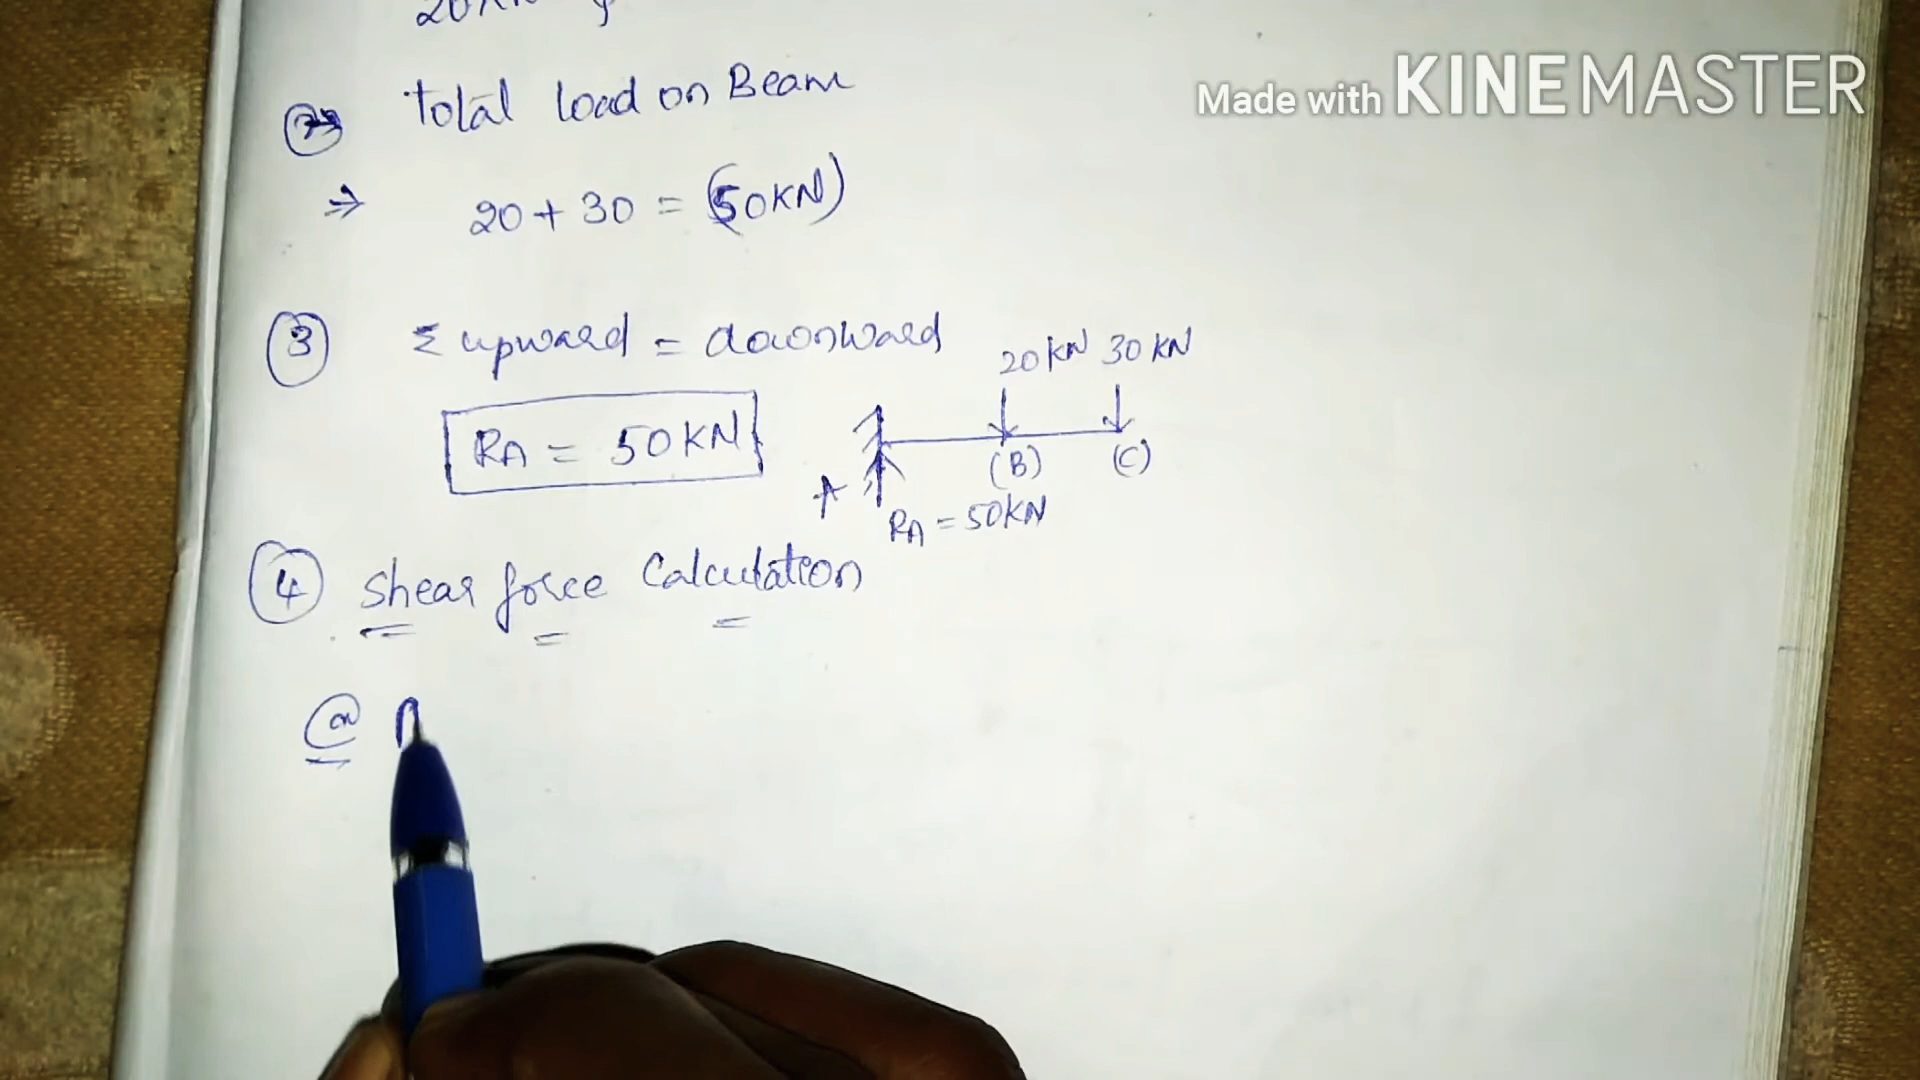 Made with KINEMASTER
total load on Beam
⇒ 20 + 30 = (50KN)
③ Σ upward = downward
20 KN 30 KN
RA = 50KN
A (B) (C)
RA = 50KN
④ Shear force Calculation
@